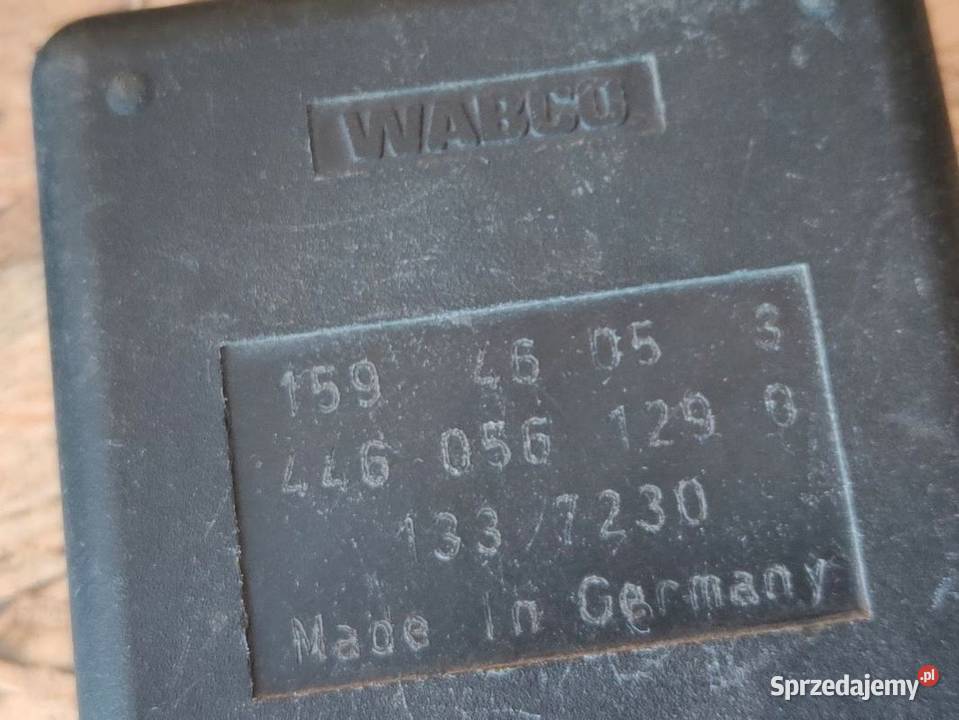 WABCO
159 46 05 3
446 056 129 0
133/7230
Made in Germany
Sprzedajemy.pl